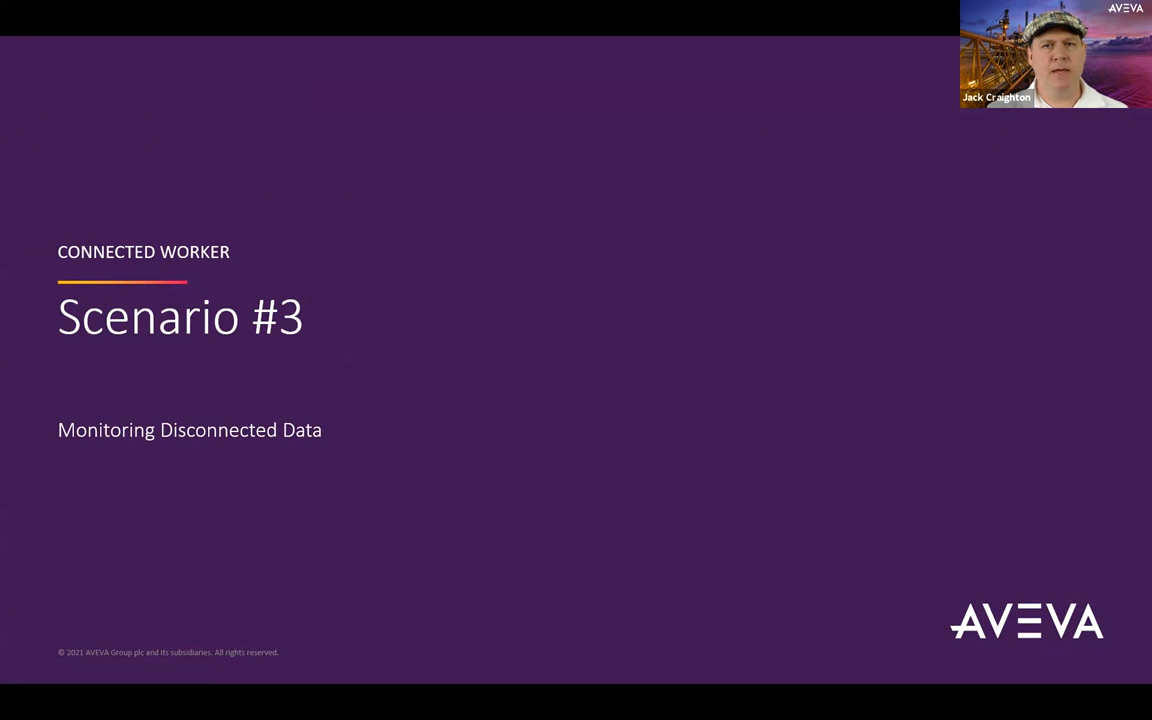 AVEVA
Jack Craighton
CONNECTED WORKER
Scenario #3
Monitoring Disconnected Data
AVEVA
© 2021 AVEVA Group plc and its subsidiaries. All rights reserved.